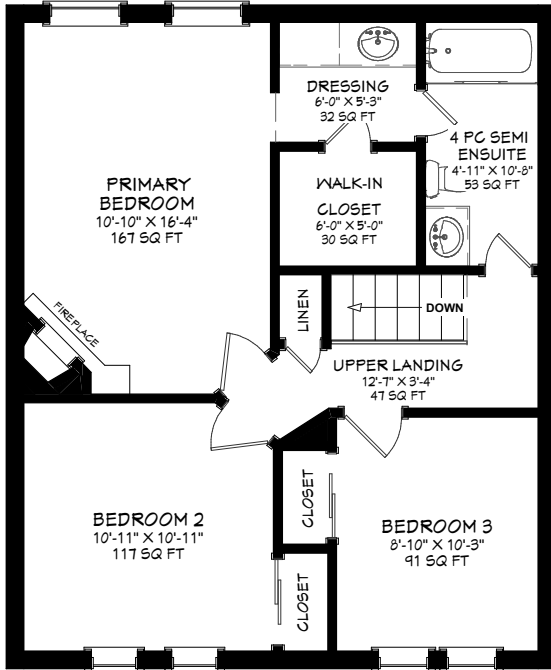 DRESSING
6'-0" X 5'-3"
32 SQ FT
4 PC SEMI
ENSUITE
4'-11" X 10'-8"
53 SQ FT
PRIMARY
BEDROOM
10'-10" X 16'-4"
167 SQ FT
WALK-IN
CLOSET
6'-0" X 5'-0"
30 SQ FT
FIREPLACE
LINEN
DOWN
UPPER LANDING
12'-7" X 3'-4"
47 SQ FT
BEDROOM 2
10'-11" X 10'-11"
117 SQ FT
CLOSET
BEDROOM 3
8'-10" X 10'-3"
91 SQ FT
CLOSET